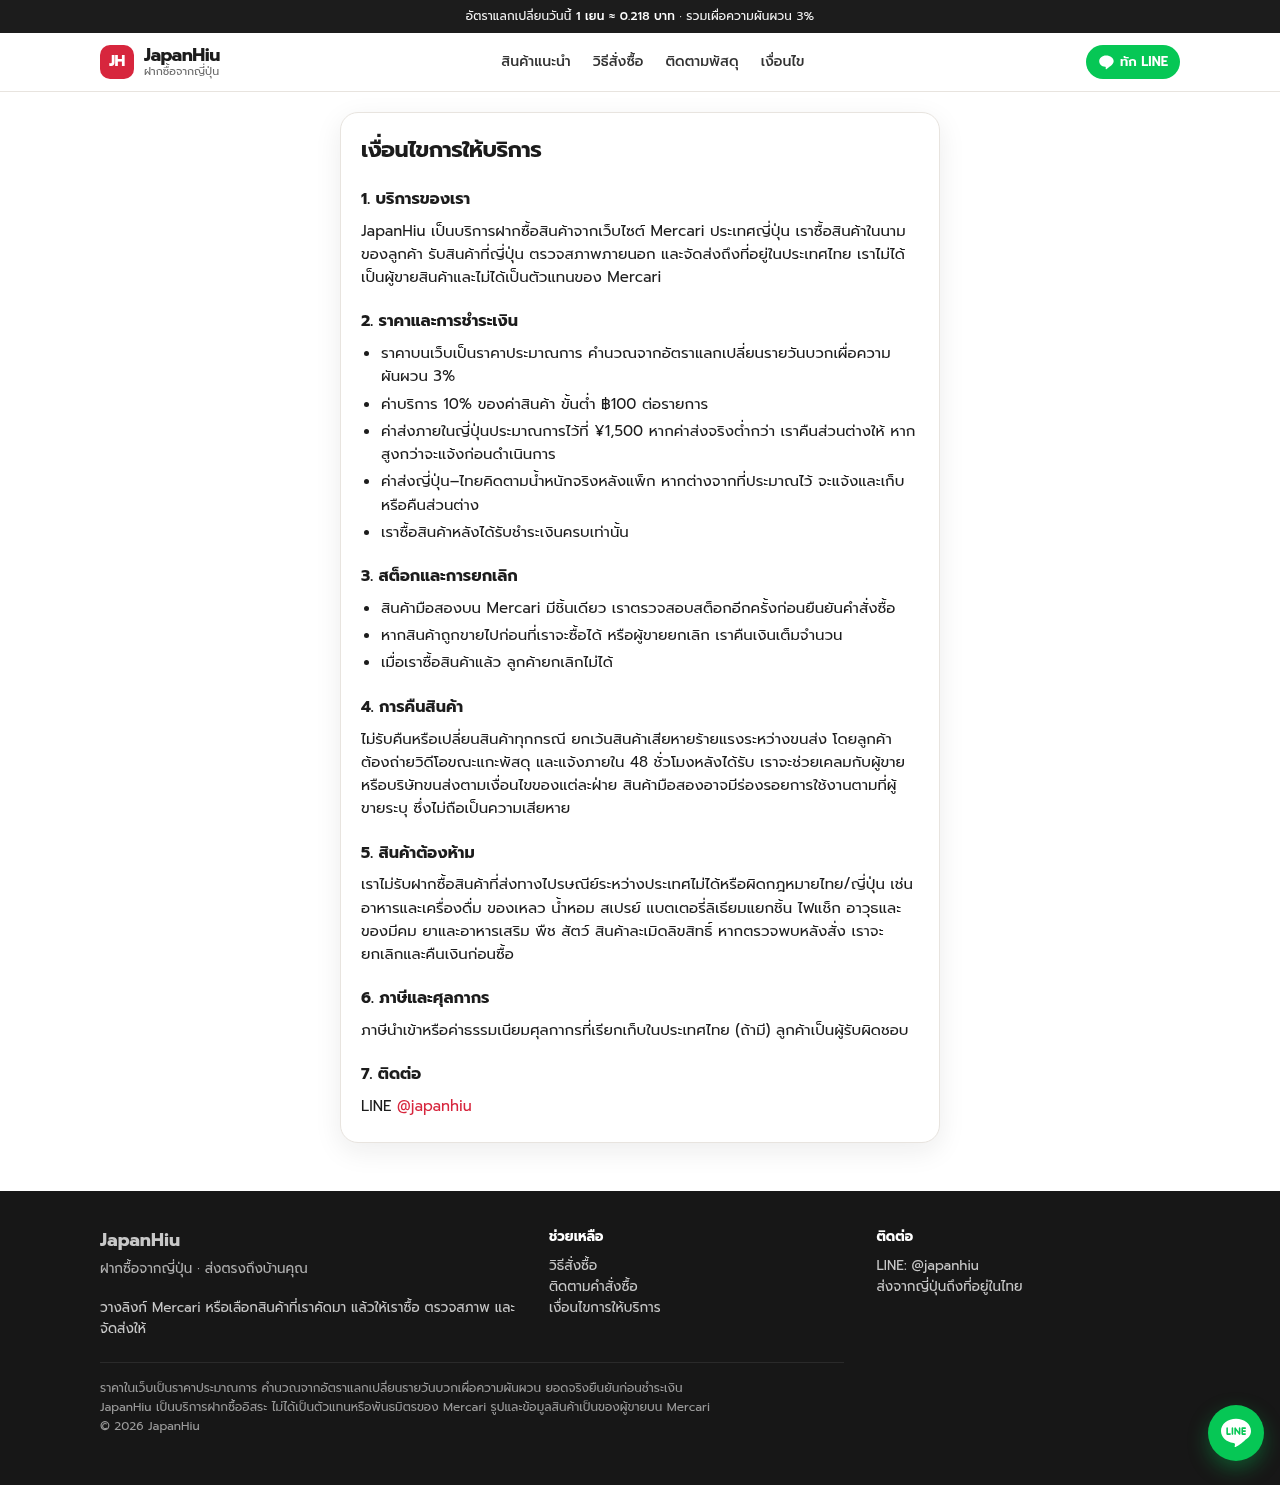 อัตราแลกเปลี่ยนวันนี้ 1 เยน ≈ 0.218 บาท · รวมเผื่อความผันผวน 3%
JH
JapanHiu
ฝากซื้อจากญี่ปุ่น
สินค้าแนะนำ
วิธีสั่งซื้อ
ติดตามพัสดุ
เงื่อนไข
ทัก LINE
เงื่อนไขการให้บริการ
1. บริการของเรา
JapanHiu เป็นบริการฝากซื้อสินค้าจากเว็บไซต์ Mercari ประเทศญี่ปุ่น เราซื้อสินค้าในนาม
ของลูกค้า รับสินค้าที่ญี่ปุ่น ตรวจสภาพภายนอก และจัดส่งถึงที่อยู่ในประเทศไทย เราไม่ได้
เป็นผู้ขายสินค้าและไม่ได้เป็นตัวแทนของ Mercari
2. ราคาและการชำระเงิน
• ราคาบนเว็บเป็นราคาประมาณการ คำนวณจากอัตราแลกเปลี่ยนรายวันบวกเผื่อความ
ผันผวน 3%
• ค่าบริการ 10% ของค่าสินค้า ขั้นต่ำ ฿100 ต่อรายการ
• ค่าส่งภายในญี่ปุ่นประมาณการไว้ที่ ¥1,500 หากค่าส่งจริงต่ำกว่า เราคืนส่วนต่างให้ หาก
สูงกว่าจะแจ้งก่อนดำเนินการ
• ค่าส่งญี่ปุ่น–ไทยคิดตามน้ำหนักจริงหลังแพ็ก หากต่างจากที่ประมาณไว้ จะแจ้งและเก็บ
หรือคืนส่วนต่าง
• เราซื้อสินค้าหลังได้รับชำระเงินครบเท่านั้น
3. สต็อกและการยกเลิก
• สินค้ามือสองบน Mercari มีชิ้นเดียว เราตรวจสอบสต็อกอีกครั้งก่อนยืนยันคำสั่งซื้อ
• หากสินค้าถูกขายไปก่อนที่เราจะซื้อได้ หรือผู้ขายยกเลิก เราคืนเงินเต็มจำนวน
• เมื่อเราซื้อสินค้าแล้ว ลูกค้ายกเลิกไม่ได้
4. การคืนสินค้า
ไม่รับคืนหรือเปลี่ยนสินค้าทุกกรณี ยกเว้นสินค้าเสียหายร้ายแรงระหว่างขนส่ง โดยลูกค้า
ต้องถ่ายวิดีโอขณะแกะพัสดุ และแจ้งภายใน 48 ชั่วโมงหลังได้รับ เราจะช่วยเคลมกับผู้ขาย
หรือบริษัทขนส่งตามเงื่อนไขของแต่ละฝ่าย สินค้ามือสองอาจมีร่องรอยการใช้งานตามที่ผู้
ขายระบุ ซึ่งไม่ถือเป็นความเสียหาย
5. สินค้าต้องห้าม
เราไม่รับฝากซื้อสินค้าที่ส่งทางไปรษณีย์ระหว่างประเทศไม่ได้หรือผิดกฎหมายไทย/ญี่ปุ่น เช่น
อาหารและเครื่องดื่ม ของเหลว น้ำหอม สเปรย์ แบตเตอรี่ลิเธียมแยกชิ้น ไฟแช็ก อาวุธและ
ของมีคม ยาและอาหารเสริม พืช สัตว์ สินค้าละเมิดลิขสิทธิ์ หากตรวจพบหลังสั่ง เราจะ
ยกเลิกและคืนเงินก่อนซื้อ
6. ภาษีและศุลกากร
ภาษีนำเข้าหรือค่าธรรมเนียมศุลกากรที่เรียกเก็บในประเทศไทย (ถ้ามี) ลูกค้าเป็นผู้รับผิดชอบ
7. ติดต่อ
LINE @japanhiu
JapanHiu
ฝากซื้อจากญี่ปุ่น · ส่งตรงถึงบ้านคุณ
วางลิงก์ Mercari หรือเลือกสินค้าที่เราคัดมา แล้วให้เราซื้อ ตรวจสภาพ และ
จัดส่งให้
ช่วยเหลือ
วิธีสั่งซื้อ
ติดตามคำสั่งซื้อ
เงื่อนไขการให้บริการ
ติดต่อ
LINE: @japanhiu
ส่งจากญี่ปุ่นถึงที่อยู่ในไทย
ราคาในเว็บเป็นราคาประมาณการ คำนวณจากอัตราแลกเปลี่ยนรายวันบวกเผื่อความผันผวน ยอดจริงยืนยันก่อนชำระเงิน
JapanHiu เป็นบริการฝากซื้ออิสระ ไม่ได้เป็นตัวแทนหรือพันธมิตรของ Mercari รูปและข้อมูลสินค้าเป็นของผู้ขายบน Mercari
© 2026 JapanHiu
LINE